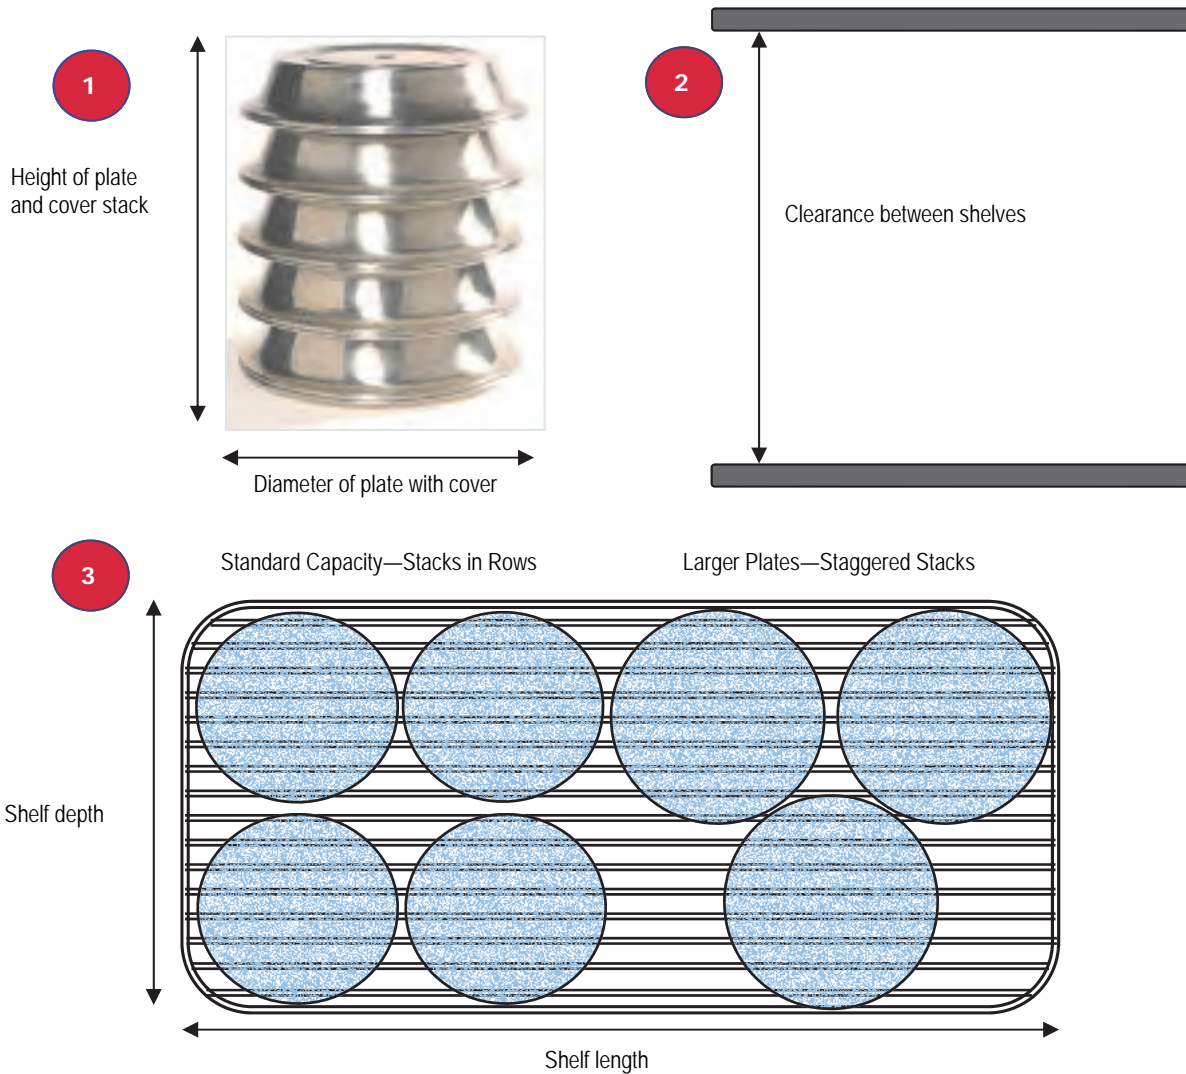 1
2
Height of plate
and cover stack
Clearance between shelves
Diameter of plate with cover
3
Standard Capacity—Stacks in Rows
Larger Plates—Staggered Stacks
Shelf depth
Shelf length